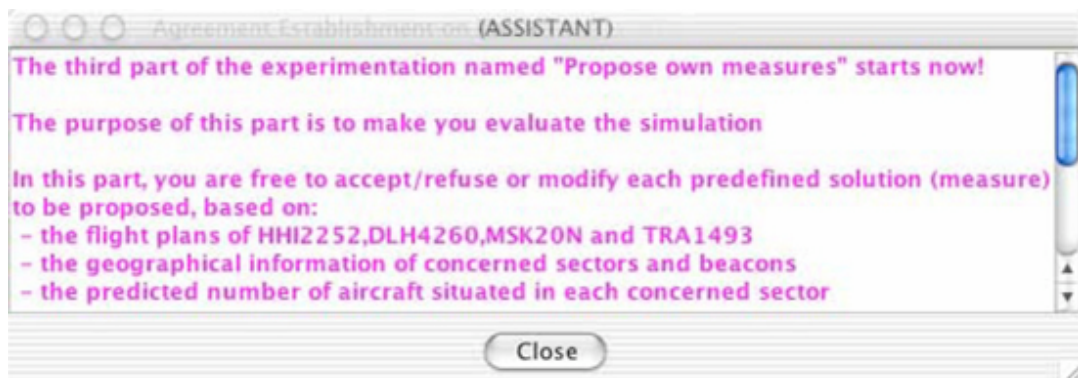 Agreement Establishment on (ASSISTANT)
The third part of the experimentation named "Propose own measures" starts now!
The purpose of this part is to make you evaluate the simulation
In this part, you are free to accept/refuse or modify each predefined solution (measure)
to be proposed, based on:
– the flight plans of HHI2252,DLH4260,MSK20N and TRA1493
– the geographical information of concerned sectors and beacons
– the predicted number of aircraft situated in each concerned sector
Close